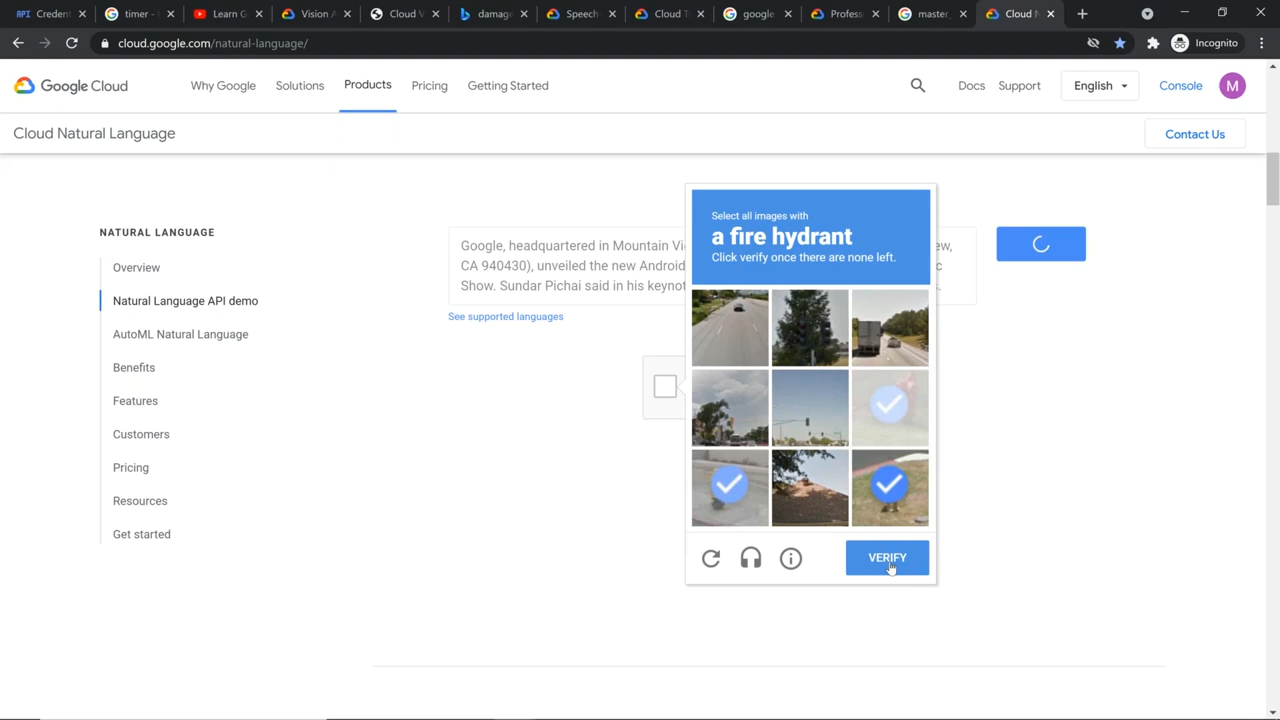 API Credent
timer - G
Learn G
Vision A
Cloud V
damage
Speech
Cloud T
google
Profess
master_
Cloud N
cloud.google.com/natural-language/
Incognito
Google Cloud
Why Google
Solutions
Products
Pricing
Getting Started
Docs
Support
English
Console
M
Cloud Natural Language
Contact Us
NATURAL LANGUAGE
Overview
Natural Language API demo
AutoML Natural Language
Benefits
Features
Customers
Pricing
Resources
Get started
Google, headquartered in Mountain Vi
CA 940430), unveiled the new Android
Show. Sundar Pichai said in his keynot
See supported languages
Select all images with
a fire hydrant
Click verify once there are none left.
VERIFY